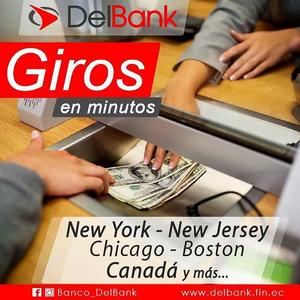 DelBank
Giros
en minutos
New York - New Jersey
Chicago - Boston
Canadá y más...
Banco_DelBank
www.delbank.fin.ec